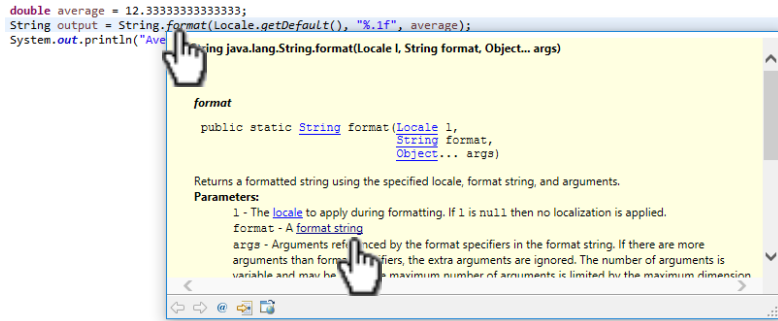 double average = 12.33333333333333;
String output = String.format(Locale.getDefault(), "%.1f", average);
System.out.println("Ave
java.lang.String.format(Locale l, String format, Object... args)
format
public static String format(Locale l,
String format,
Object... args)
Returns a formatted string using the specified locale, format string, and arguments.
Parameters:
l - The locale to apply during formatting. If l is null then no localization is applied.
format - A format string
args - Arguments referenced by the format specifiers in the format string. If there are more
arguments than format specifiers, the extra arguments are ignored. The number of arguments is
variable and may be maximum number of arguments is limited by the maximum dimension